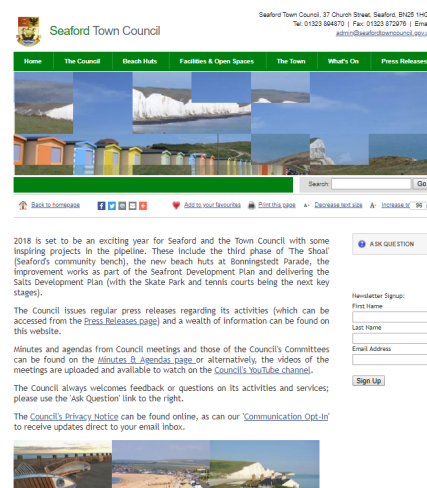 Seaford Town Council, 37 Church Street, Seaford, BN25 1HG
Tel: 01323 894870 | Fax: 01323 872976 | Ema
admin@seafordtowncouncil.gov.u
Seaford Town Council
Home The Council Beach Huts Facilities & Open Spaces The Town What's On Press Releases
Search: Go
Back to homepage Add to your favourites Print this page A- Decrease text size A- Increase t 96
2018 is set to be an exciting year for Seaford and the Town Council with some
inspiring projects in the pipeline. These include the third phase of 'The Shoal'
(Seaford's community bench), the new beach huts at Bonningstedt Parade, the
improvement works as part of the Seafront Development Plan and delivering the
Salts Development Plan (with the Skate Park and tennis courts being the next key
stages).
The Council issues regular press releases regarding its activities (which can be
accessed from the Press Releases page) and a wealth of information can be found on
this website.
Minutes and agendas from Council meetings and those of the Council's Committees
can be found on the Minutes & Agendas page or alternatively, the videos of the
meetings are uploaded and available to watch on the Council's YouTube channel.
The Council always welcomes feedback or questions on its activities and services;
please use the 'Ask Question' link to the right.
The Council's Privacy Notice can be found online, as can our 'Communication Opt-In'
to receive updates direct to your email inbox.
? ASK QUESTION
Newsletter Signup:
First Name
Last Name
Email Address
Sign Up